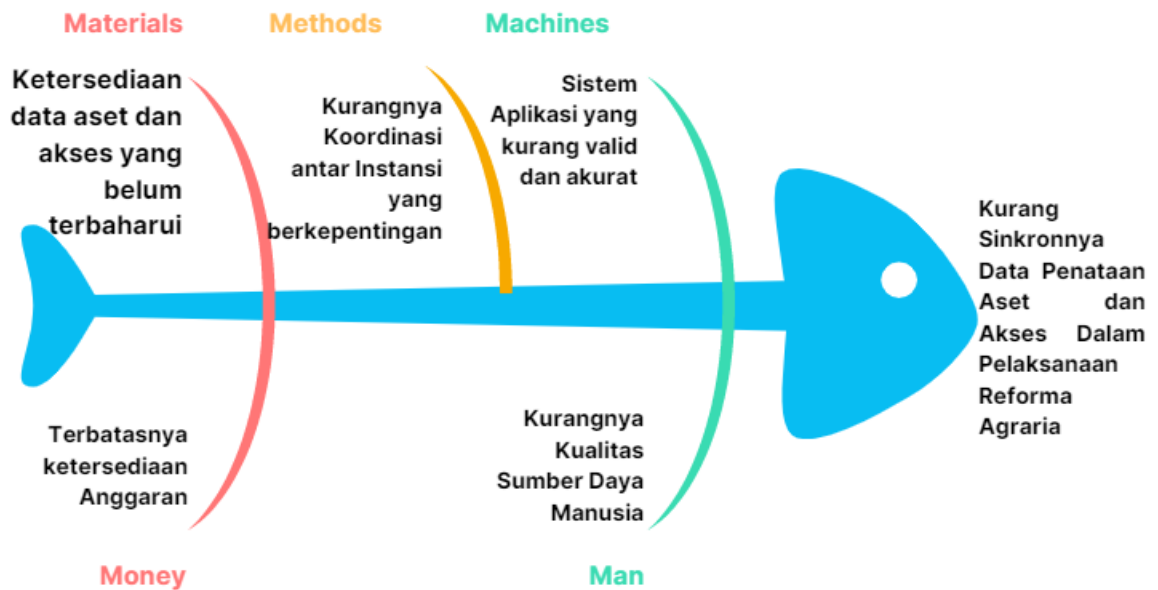 Materials
Methods
Machines
Ketersediaan
data aset dan
akses yang
belum
terbaharui
Kurangnya
Koordinasi
antar Instansi
yang
berkepentingan
Sistem
Aplikasi yang
kurang valid
dan akurat
Kurang
Sinkronnya
Data Penataan
Aset dan
Akses Dalam
Pelaksanaan
Reforma
Agraria
Terbatasnya
ketersediaan
Anggaran
Kurangnya
Kualitas
Sumber Daya
Manusia
Money
Man